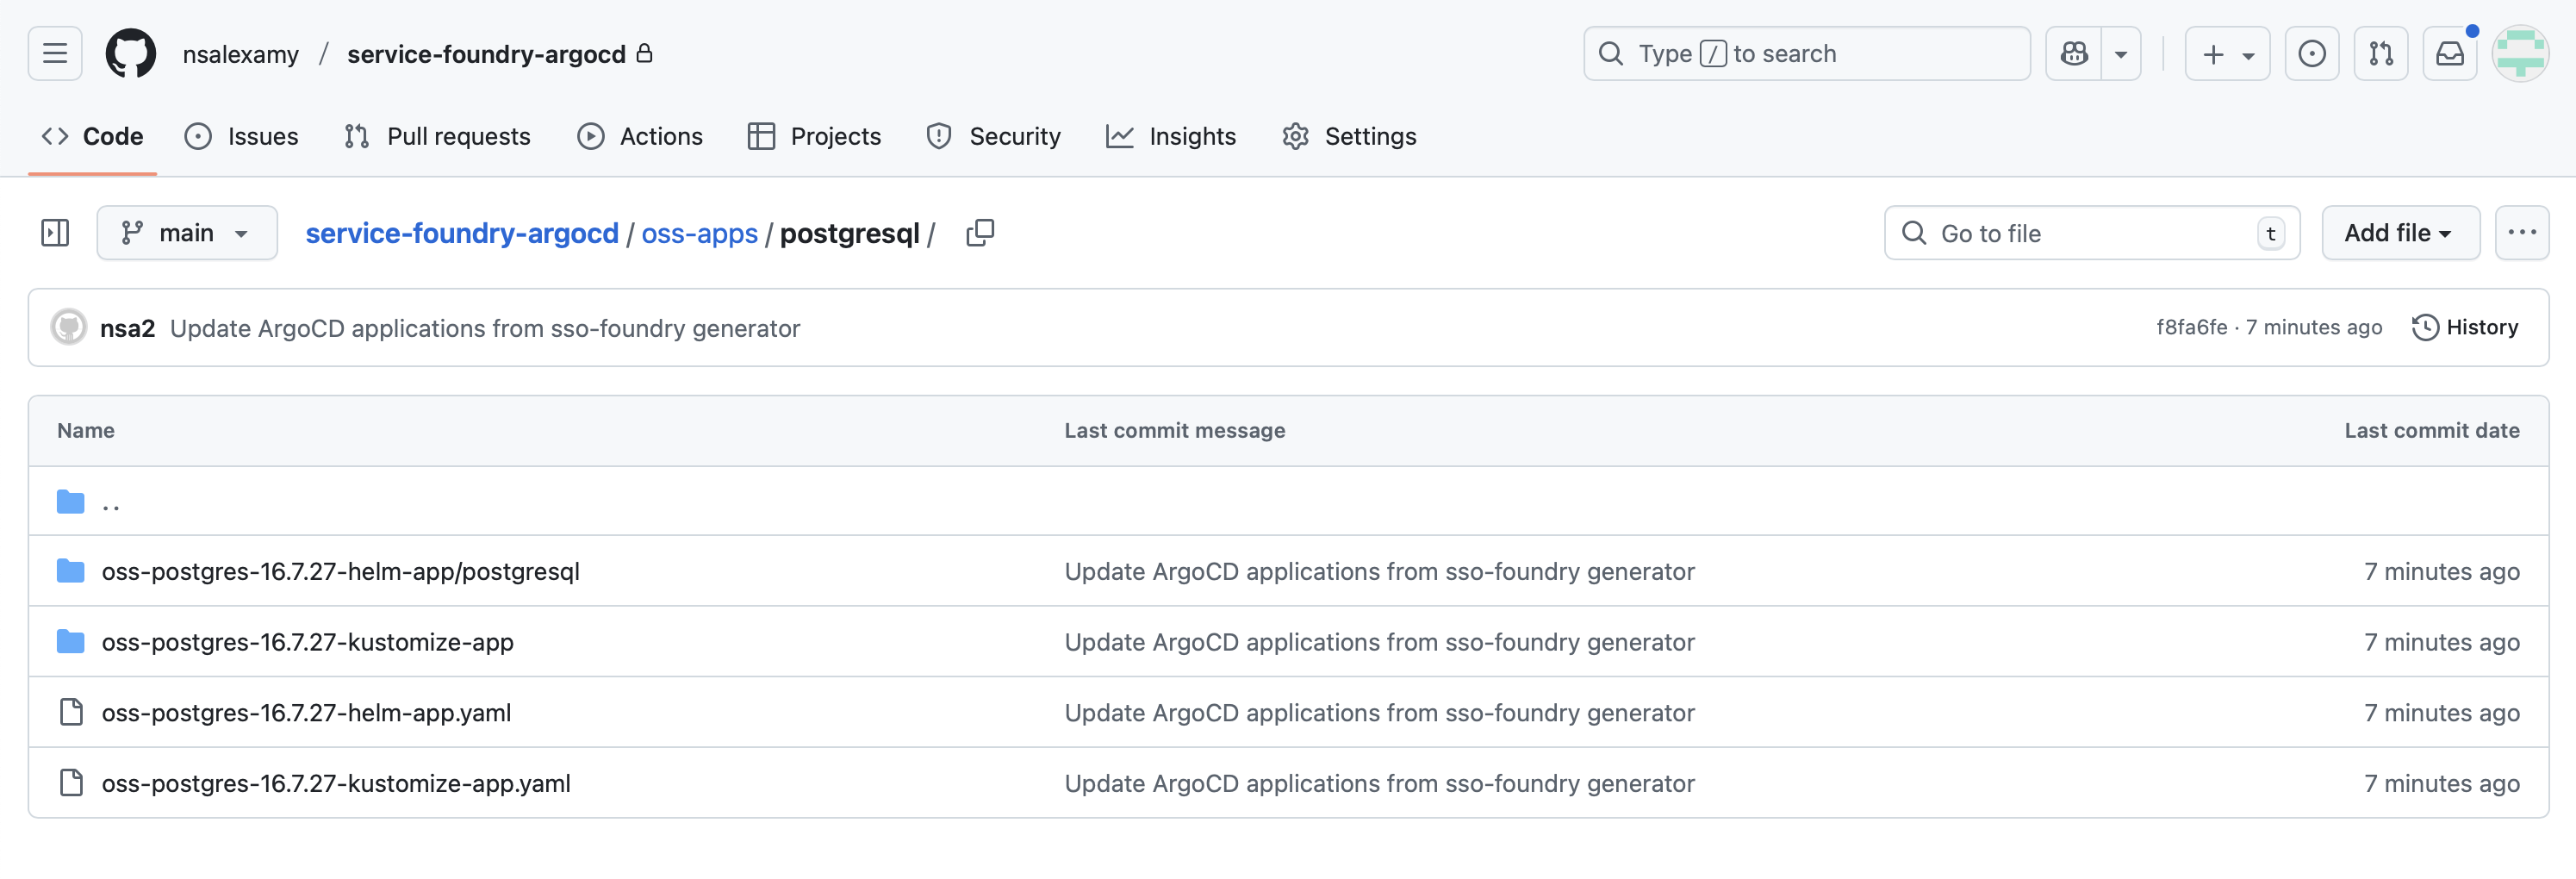 nsalexamy / service-foundry-argocd
Type / to search
Code Issues Pull requests Actions Projects Security Insights Settings
main service-foundry-argocd / oss-apps / postgresql /
Go to file t
Add file
nsa2 Update ArgoCD applications from sso-foundry generator f8fa6fe · 7 minutes ago History
Name Last commit message Last commit date
..
oss-postgres-16.7.27-helm-app/postgresql Update ArgoCD applications from sso-foundry generator 7 minutes ago
oss-postgres-16.7.27-kustomize-app Update ArgoCD applications from sso-foundry generator 7 minutes ago
oss-postgres-16.7.27-helm-app.yaml Update ArgoCD applications from sso-foundry generator 7 minutes ago
oss-postgres-16.7.27-kustomize-app.yaml Update ArgoCD applications from sso-foundry generator 7 minutes ago